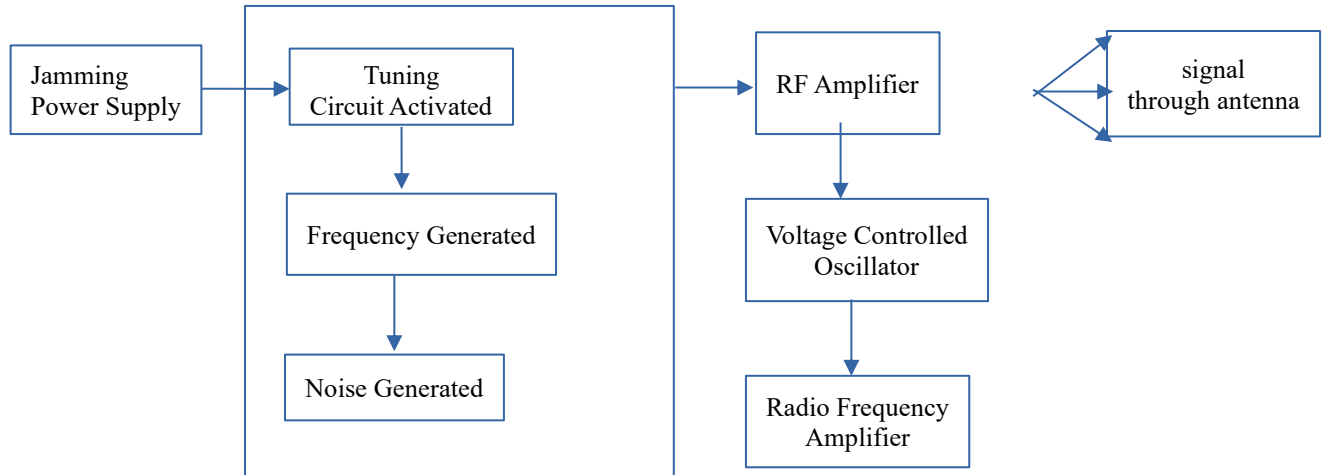 Jamming
Power Supply
Tuning
Circuit Activated
Frequency Generated
Noise Generated
RF Amplifier
Voltage Controlled
Oscillator
Radio Frequency
Amplifier
signal
through antenna